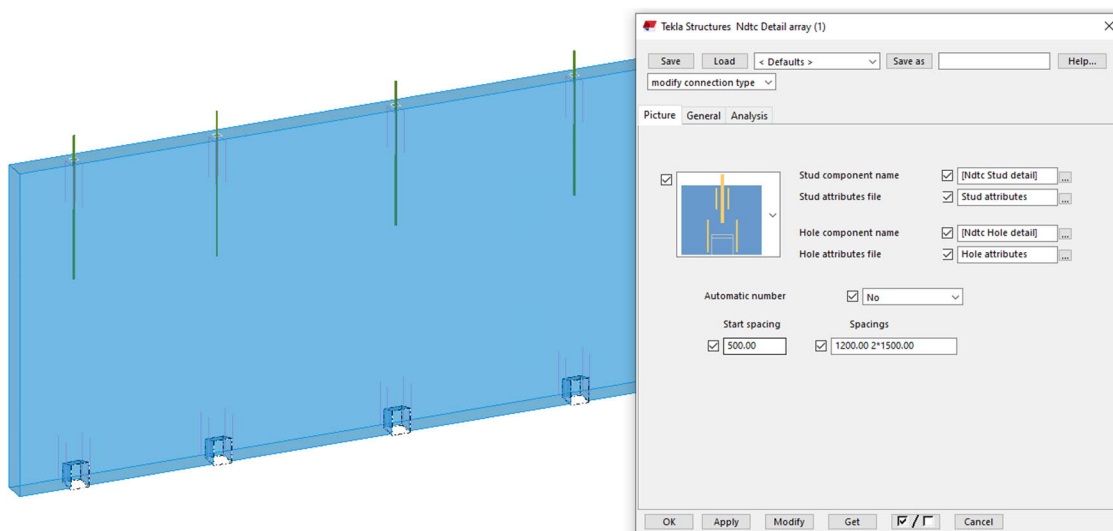 Tekla Structures Ndtc Detail array (1)
Save Load < Defaults > Save as Help...
modify connection type
Picture General Analysis
Stud component name [Ndtc Stud detail] ...
Stud attributes file Stud attributes ...
Hole component name [Ndtc Hole detail] ...
Hole attributes file Hole attributes ...
Automatic number No
Start spacing Spacings
500.00 1200.00 2*1500.00
OK Apply Modify Get / Cancel